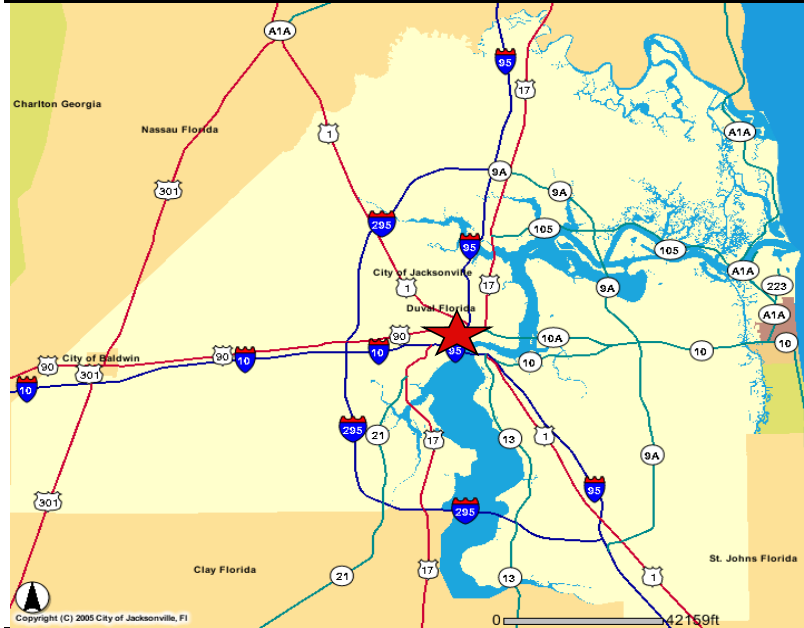 A1A
95
17
Charlton Georgia
Nassau Florida
1
A1A
301
9A
9A
295
105
95
105
City of Jacksonville
A1A
17
9A
223
1
Duval Florida
A1A
90
10A
10
90
10
95
10
City of Baldwin
90
10
10
301
10
295
21
17
13
1
9A
95
301
295
Clay Florida
St. Johns Florida
17
21
13
1
Copyright (C) 2005 City of Jacksonville, Fl
0 42159ft